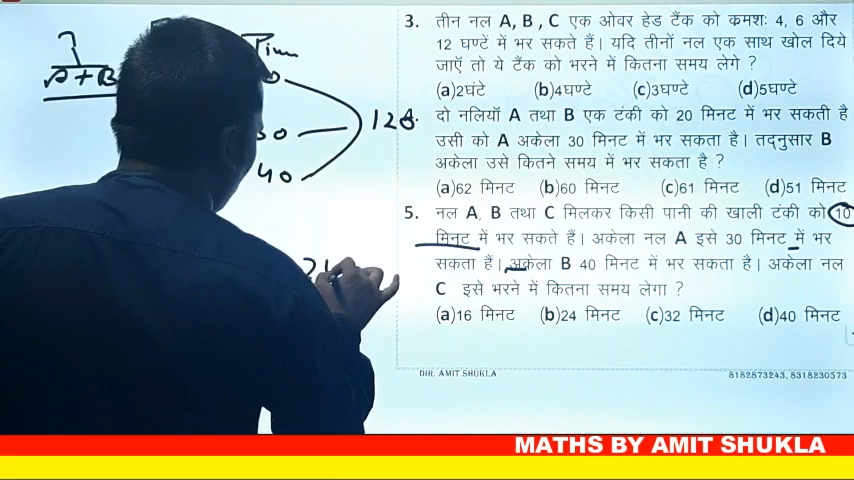 A+B
Time
30
40
120
3. तीन नल A, B, C एक ओवर हेड टैंक को क्रमशः 4, 6 और
12 घण्टें में भर सकते हैं। यदि तीनों नल एक साथ खोल दिये
जाएँ तो ये टैंक को भरने में कितना समय लेगे ?
(a)2घंटे (b)4घण्टे (c)3घण्टे (d)5घण्टे
दो नलियॉ A तथा B एक टंकी को 20 मिनट में भर सकती है
उसी को A अकेला 30 मिनट में भर सकता है। तद्नुसार B
अकेला उसे कितने समय में भर सकता है ?
(a)62 मिनट (b)60 मिनट (c)61 मिनट (d)51 मिनट
5. नल A, B तथा C मिलकर किसी पानी की खाली टंकी को 10
मिनट में भर सकते हैं। अकेला नल A इसे 30 मिनट में भर
सकता हैं। अकेला B 40 मिनट में भर सकता है। अकेला नल
C इसे भरने में कितना समय लेगा ?
(a)16 मिनट (b)24 मिनट (c)32 मिनट (d)40 मिनट
AMIT SHUKLA
8182873243, 8318230573
MATHS BY AMIT SHUKLA